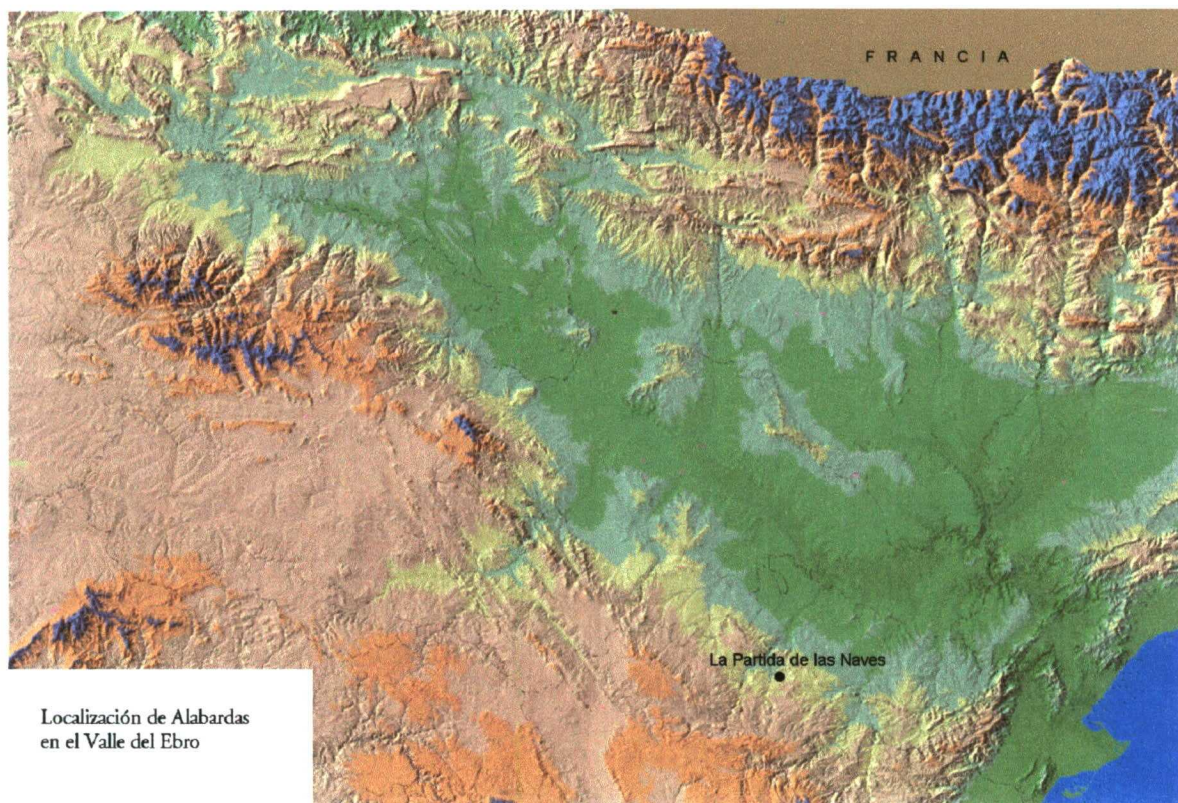 FRANCIA
La Partida de las Naves
Localización de Alabardas
en el Valle del Ebro